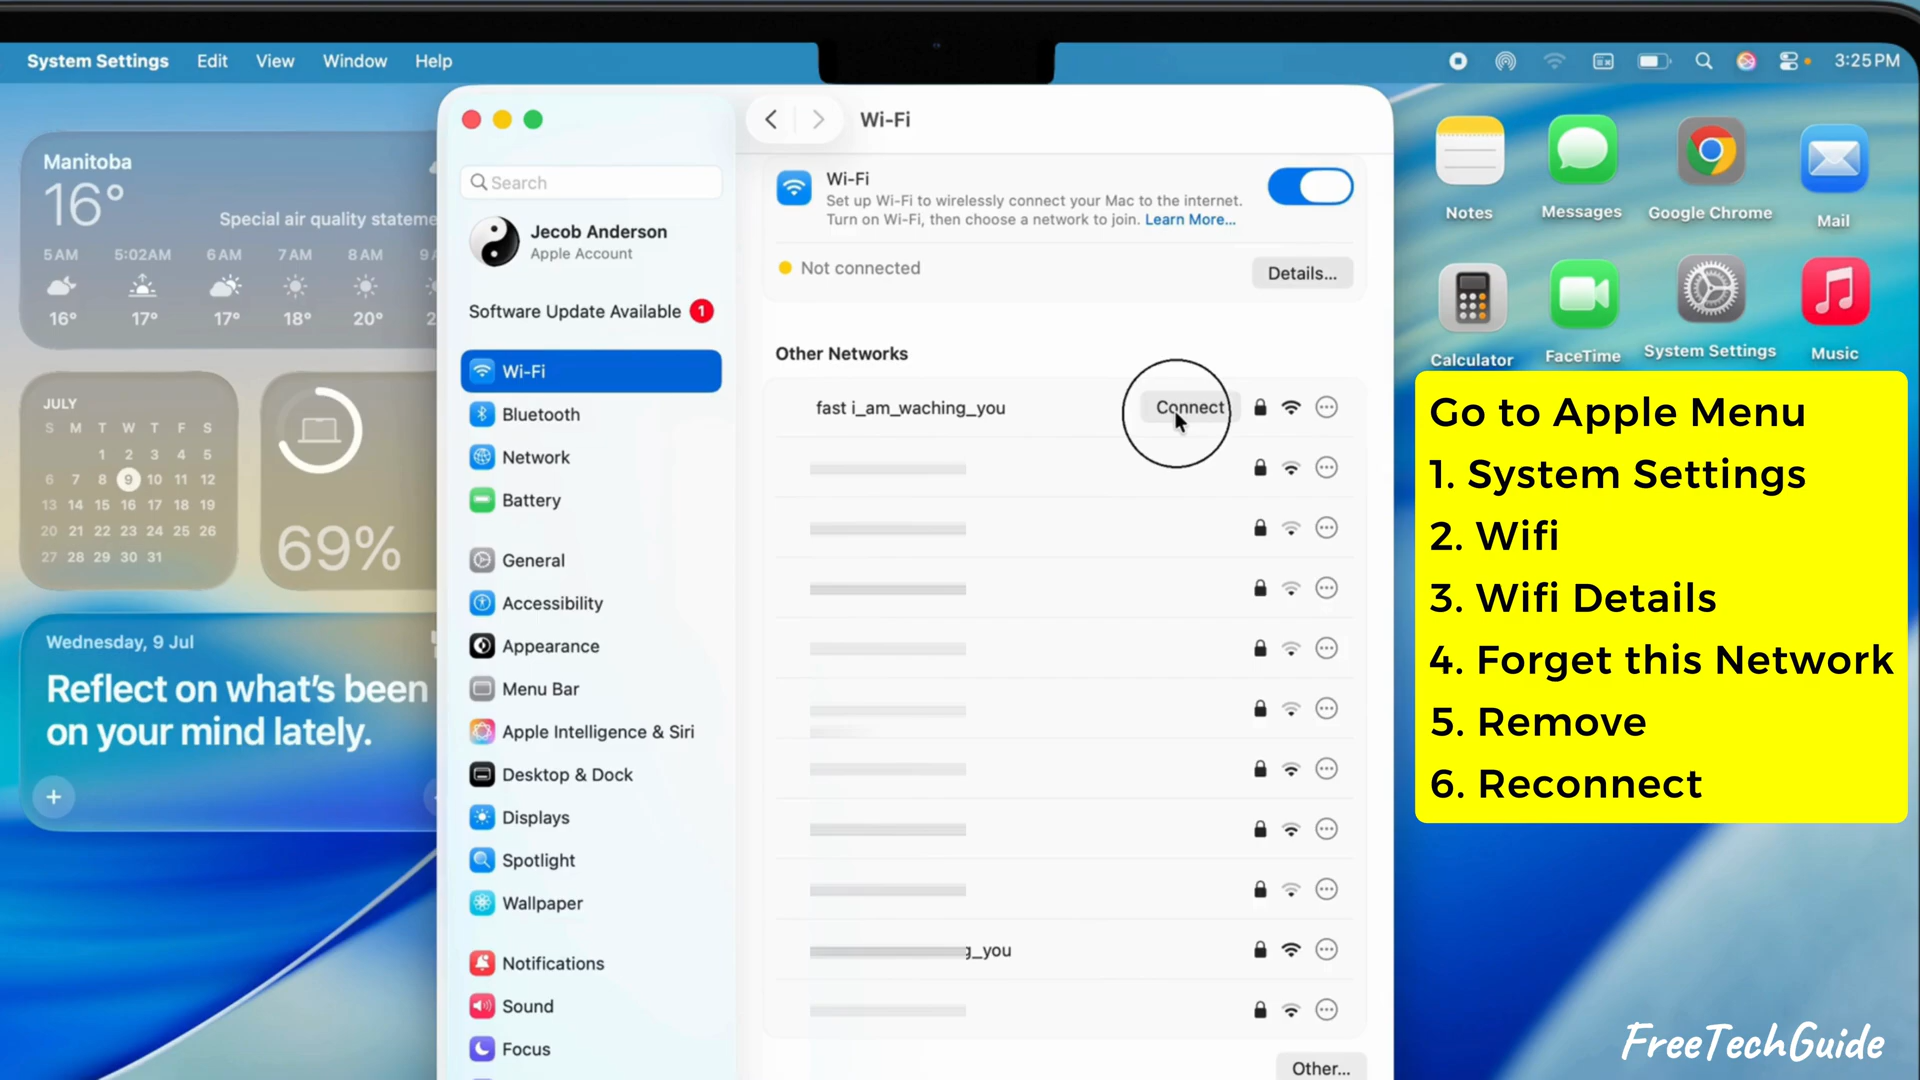 System Settings Edit View Window Help
3:25 PM
Manitoba
16°
Special air quality stateme
5 AM 5:02AM 6 AM 7 AM 8 AM 9
16° 17° 17° 18° 20° 2
JULY
S M T W T F S
1 2 3 4 5
6 7 8 9 10 11 12
13 14 15 16 17 18 19
20 21 22 23 24 25 26
27 28 29 30 31
69%
Wednesday, 9 Jul
Reflect on what's been
on your mind lately.
Search
Jecob Anderson
Apple Account
Software Update Available 1
Wi-Fi
Bluetooth
Network
Battery
General
Accessibility
Appearance
Menu Bar
Apple Intelligence & Siri
Desktop & Dock
Displays
Spotlight
Wallpaper
Notifications
Sound
Focus
Wi-Fi
Wi-Fi
Set up Wi-Fi to wirelessly connect your Mac to the internet.
Turn on Wi-Fi, then choose a network to join. Learn More...
Not connected
Details...
Other Networks
fast i_am_waching_you Connect
g_you
Other...
Notes Messages Google Chrome Mail
Calculator FaceTime System Settings Music
Go to Apple Menu
1. System Settings
2. Wifi
3. Wifi Details
4. Forget this Network
5. Remove
6. Reconnect
FreeTechGuide